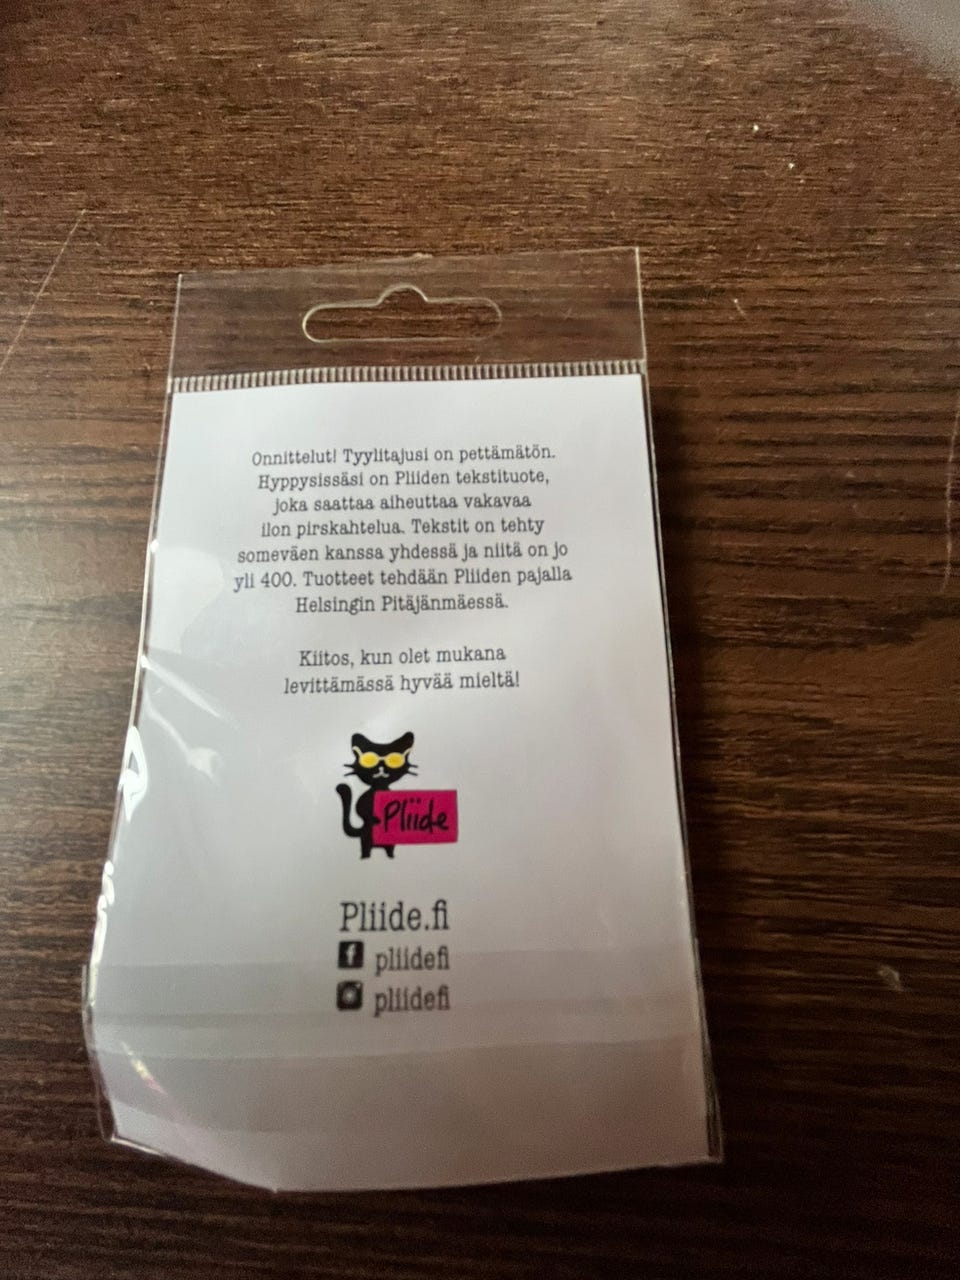 Onnittelut! Tyylitajusi on pettämätön.
Hyppysissäsi on Pliiden tekstituote,
joka saattaa aiheuttaa vakavaa
ilon pirskahtelua. Tekstit on tehty
someväen kanssa yhdessä ja niitä on jo
yli 400. Tuotteet tehdään Pliiden pajalla
Helsingin Pitäjänmäessä.
Kiitos, kun olet mukana
levittämässä hyvää mieltä!
Pliide
Pliide.fi
pliidefi
pliidefi